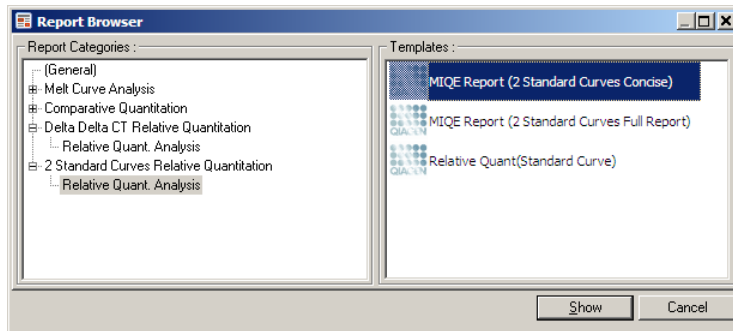 Report Browser
Report Categories :
(General)
Melt Curve Analysis
Comparative Quantitation
Delta Delta CT Relative Quantitation
Relative Quant. Analysis
2 Standard Curves Relative Quantitation
Relative Quant. Analysis
Templates :
MIQE Report (2 Standard Curves Concise)
MIQE Report (2 Standard Curves Full Report)
QIAGEN
Relative Quant(Standard Curve)
QIAGEN
Show
Cancel